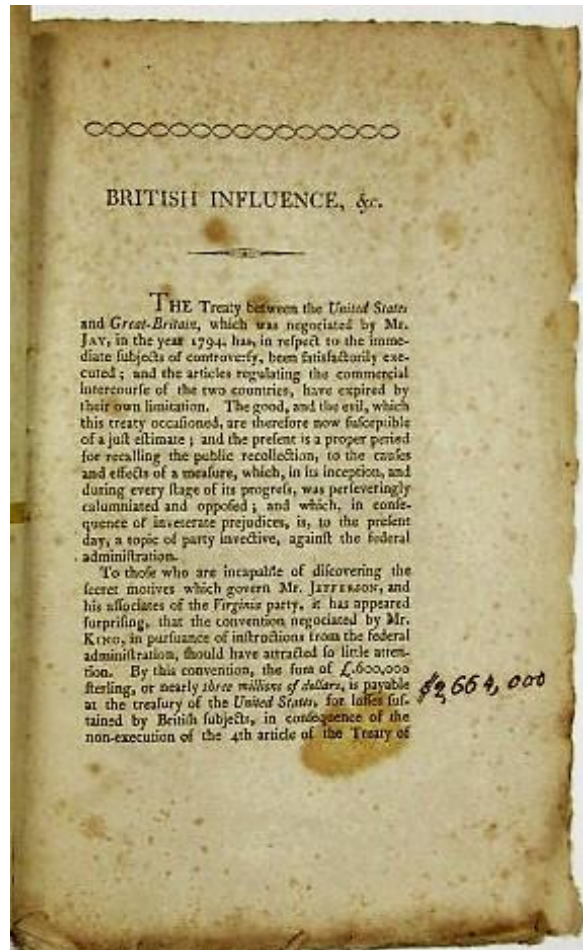 BRITISH INFLUENCE, &c.
THE Treaty between the United States
and Great-Britain, which was negotiated by Mr.
JAY, in the year 1794, has, in reſpect to the imme-
diate ſubjects of controverſy, been ſatisfactorily exe-
cuted; and the articles regulating the commercial
intercourſe of the two countries, have expired by
their own limitation. The good, and the evil, which
this treaty occaſioned, are therefore now ſuſceptible
of a juſt eſtimate; and the preſent is a proper period
for recalling the public recollection, to the cauſes
and effects of a meaſure, which, in its inception, and
during every ſtage of its progreſs, was perſeveringly
calumniated and oppoſed; and which, in conſe-
quence of inveterate prejudices, is, to the preſent
day, a topic of party invective, againſt the federal
adminiſtration.
To thoſe who are incapable of diſcovering the
ſecret motives which govern Mr. JEFFERSON, and
his aſſociates of the Virginia party, it has appeared
ſurpriſing, that the convention negotiated by Mr.
KING, in purſuance of inſtructions from the federal
adminiſtration, ſhould have attracted ſo little atten-
tion. By this convention, the ſum of £.600,000
ſterling, or nearly three millions of dollars, is payable
at the treaſury of the United States, for loſſes ſuſ-
tained by Britiſh ſubjects, in conſequence of the
non-execution of the 4th article of the Treaty of
$2,664,000